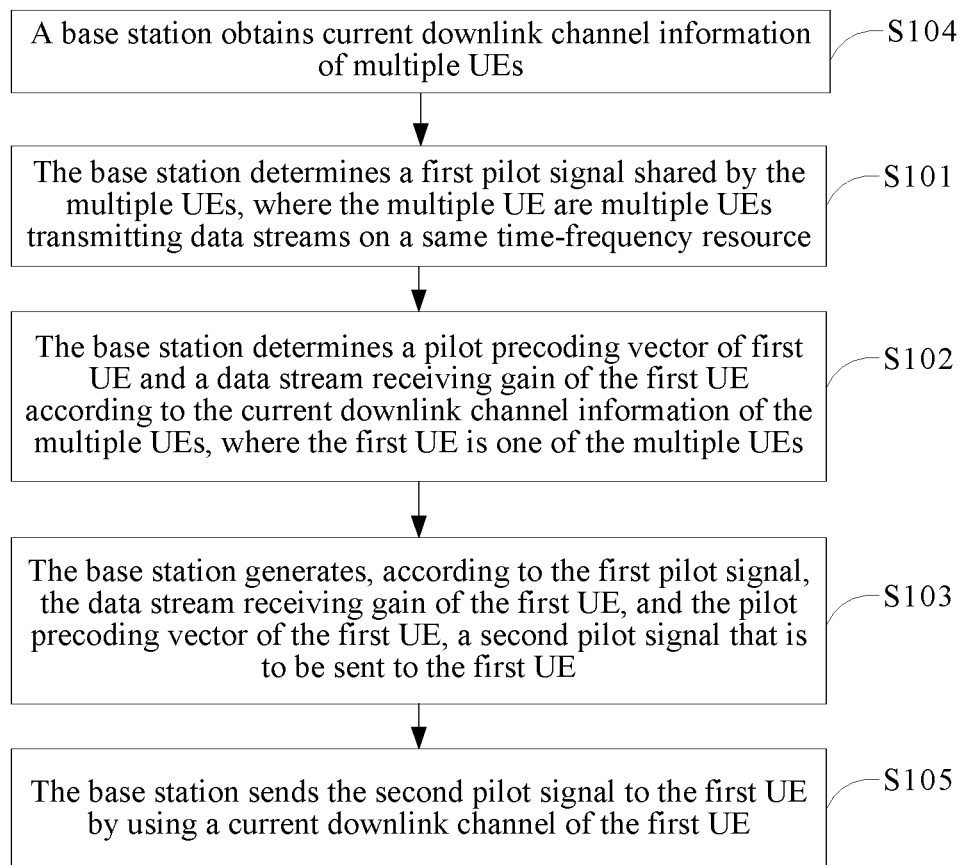 A base station obtains current downlink channel information
of multiple UEs
S104
The base station determines a first pilot signal shared by the
multiple UEs, where the multiple UE are multiple UEs
transmitting data streams on a same time-frequency resource
S101
The base station determines a pilot precoding vector of first
UE and a data stream receiving gain of the first UE
according to the current downlink channel information of the
multiple UEs, where the first UE is one of the multiple UEs
S102
The base station generates, according to the first pilot signal,
the data stream receiving gain of the first UE, and the pilot
precoding vector of the first UE, a second pilot signal that is
to be sent to the first UE
S103
The base station sends the second pilot signal to the first UE
by using a current downlink channel of the first UE
S105